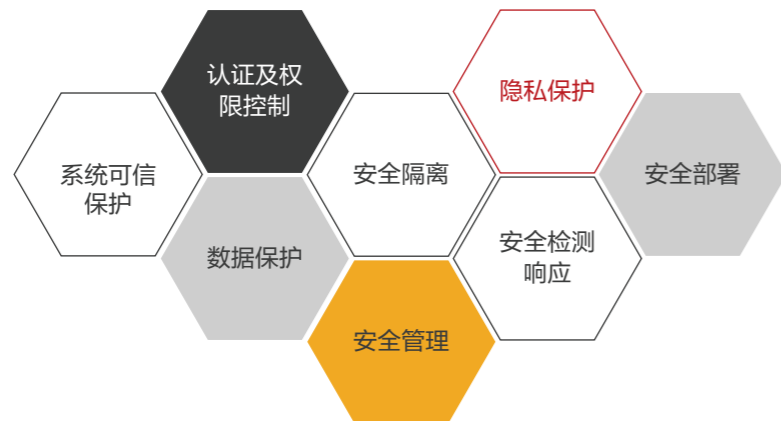 认证及权
限控制
隐私保护
系统可信
保护
安全隔离
安全部署
数据保护
安全检测
响应
安全管理